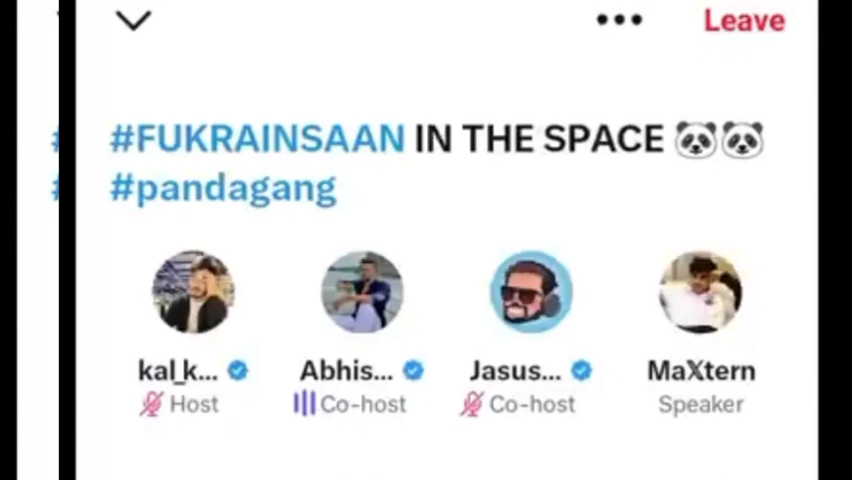 Leave
#FUKRAINSAAN IN THE SPACE 🐼🐼
#pandagang
kal_k... Abhis... Jasus... Ma𝕏tern
Host Co-host Co-host Speaker